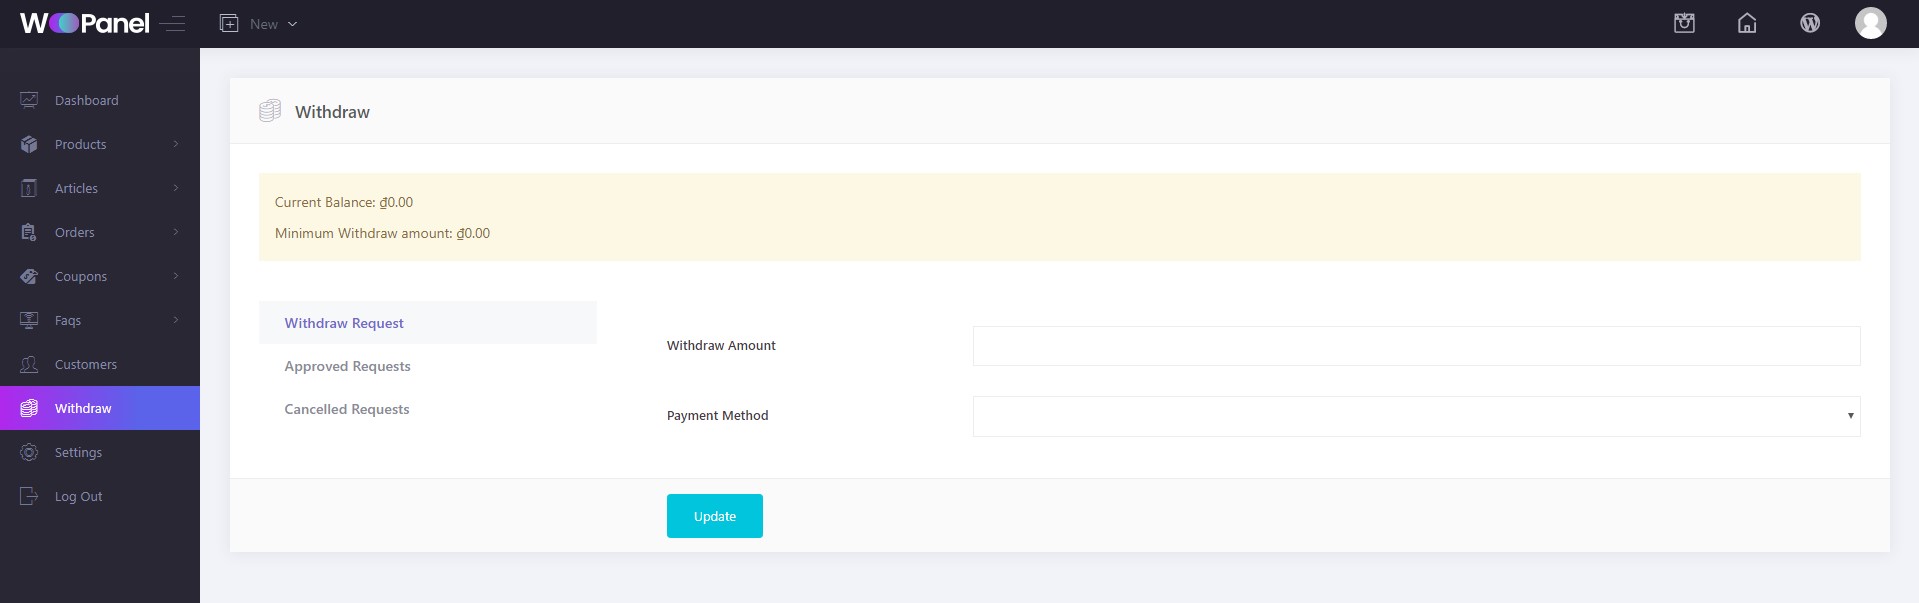 WOOPanel
New
Dashboard
Products
Articles
Orders
Coupons
Faqs
Customers
Withdraw
Settings
Log Out
Withdraw
Current Balance: ₫0.00
Minimum Withdraw amount: ₫0.00
Withdraw Request
Approved Requests
Cancelled Requests
Withdraw Amount
Payment Method
Update